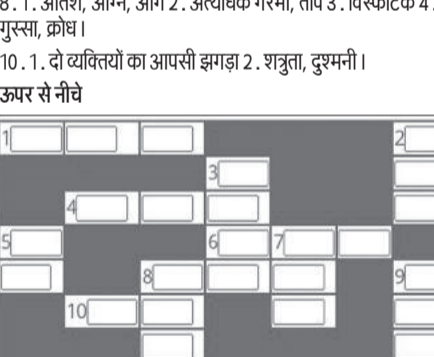 8 . 1 . आतिश, अग्नि, आग 2 . अत्यधिक गरमी, ताप 3 . विस्फोटक 4 .
गुस्सा, क्रोध ।
10 . 1 . दो व्यक्तियों का आपसी झगड़ा 2 . शत्रुता, दुश्मनी ।
ऊपर से नीचे
1 2
3
4
5 6 7
8 9
10